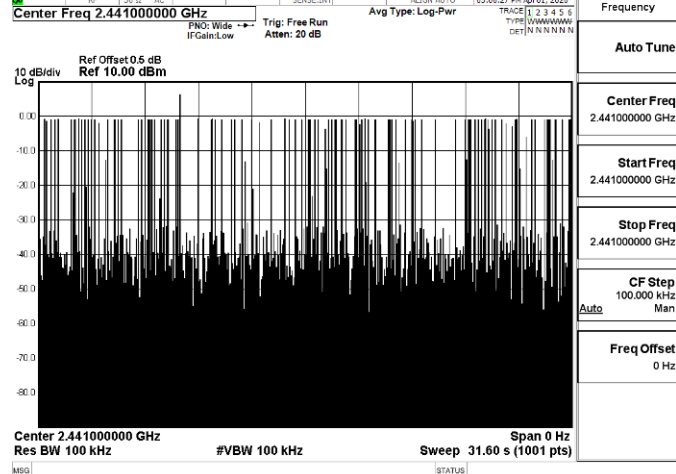 Center Freq 2.441000000 GHz
PNO: Wide
IFGain:Low
Trig: Free Run
Atten: 20 dB
Avg Type: Log-Pwr
TRACE 1 2 3 4 5 6
TYPE WWWWWW
DET N N N N N N
Frequency
Auto Tune
Ref Offset 0.5 dB
10 dB/div Ref 10.00 dBm
Log
0.00
-10.0
-20.0
-30.0
-40.0
-50.0
-60.0
-70.0
-80.0
Center Freq
2.441000000 GHz
Start Freq
2.441000000 GHz
Stop Freq
2.441000000 GHz
CF Step
100.000 kHz
Auto Man
Freq Offset
0 Hz
Center 2.441000000 GHz Span 0 Hz
Res BW 100 kHz #VBW 100 kHz Sweep 31.60 s (1001 pts)
MSG STATUS